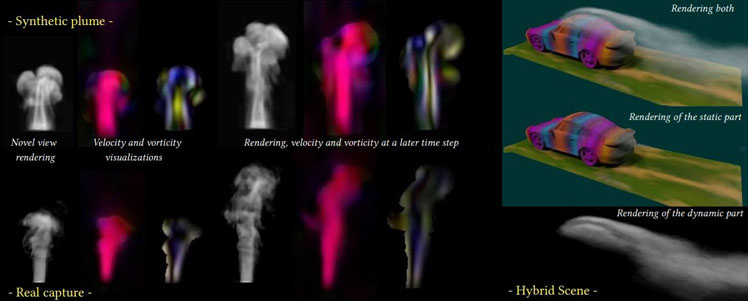 - Synthetic plume -
Novel view
rendering
Velocity and vorticity
visualizations
Rendering, velocity and vorticity at a later time step
- Real capture -
Rendering both
Rendering of the static part
Rendering of the dynamic part
- Hybrid Scene -